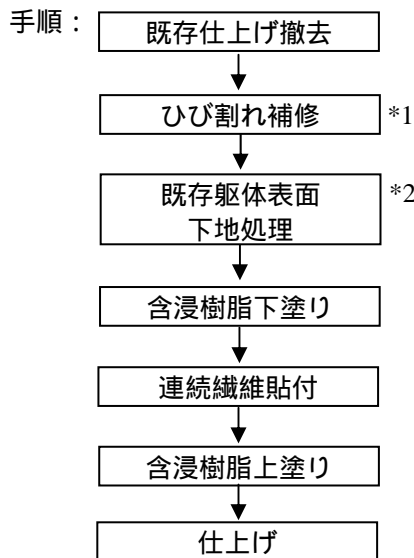 手順：
既存仕上げ撤去
ひび割れ補修 *1
既存躯体表面 *2
下地処理
含浸樹脂下塗り
連続繊維貼付
含浸樹脂上塗り
仕上げ